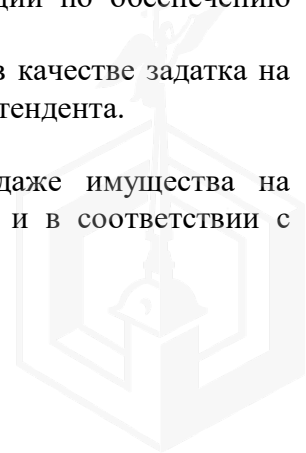 ции по обеспечению
в качестве задатка на
тендента.
даже имущества на
и в соответствии с